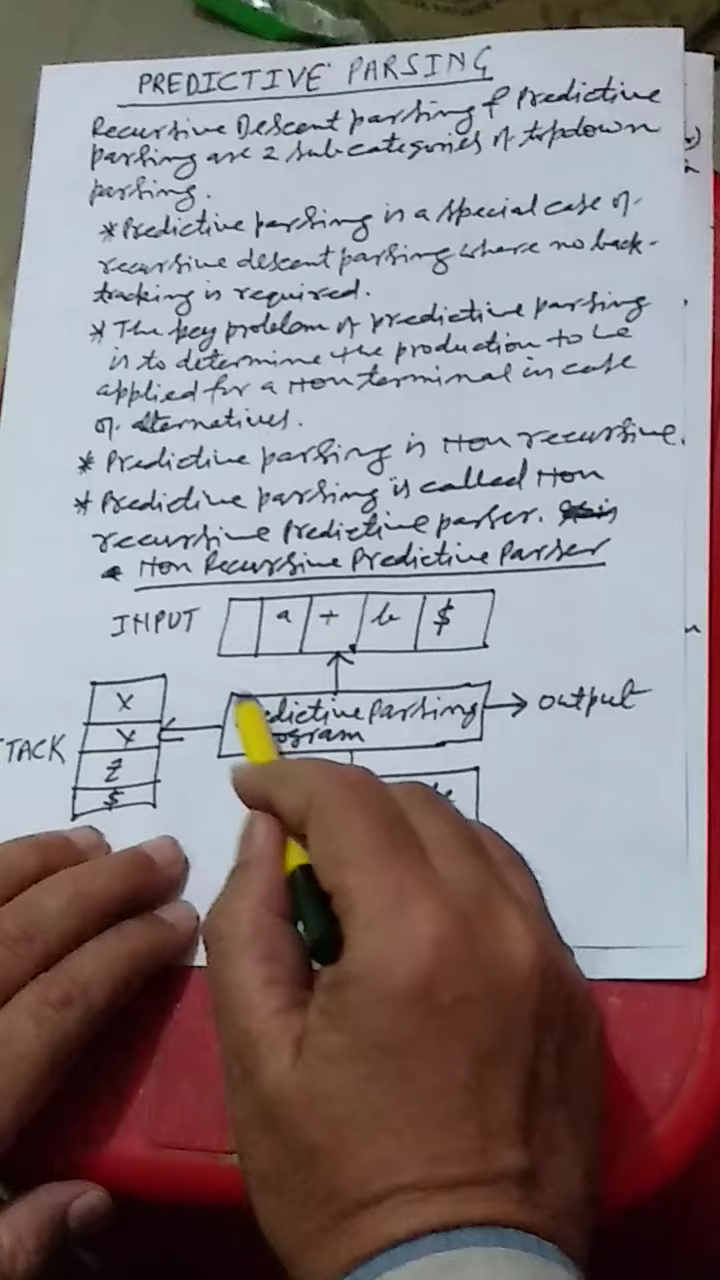 PREDICTIVE PARSING
Recursive Descent parsing & Predictive
parsing are 2 subcategories of topdown
parsing.
* Predictive parsing is a special case of
recursive descent parsing where no back-
tracking is required.
* The key problem of predictive parsing
is to determine the production to be
applied for a Non terminal in case
of alternatives.
* Predictive parsing is Non recursive.
* Predictive parsing is called Non
recursive Predictive parser.
Non Recursive Predictive Parser
INPUT a + b $
X
TACK Y
Z
$
edictive Parsing
ogram
output